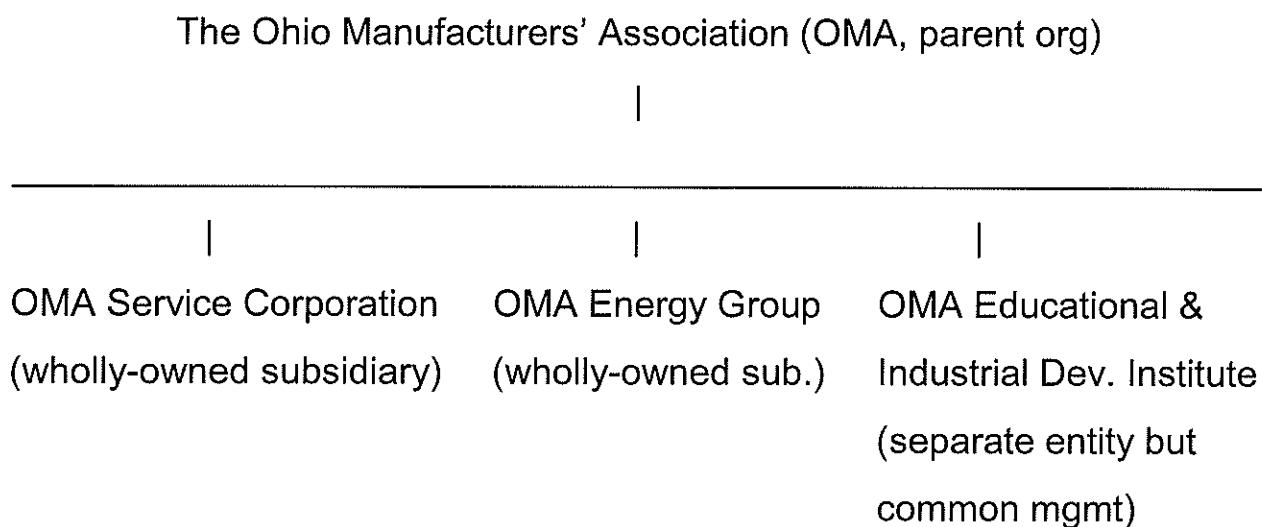 The Ohio Manufacturers' Association (OMA, parent org)
OMA Service Corporation
(wholly-owned subsidiary)
OMA Energy Group
(wholly-owned sub.)
OMA Educational &
Industrial Dev. Institute
(separate entity but
common mgmt)